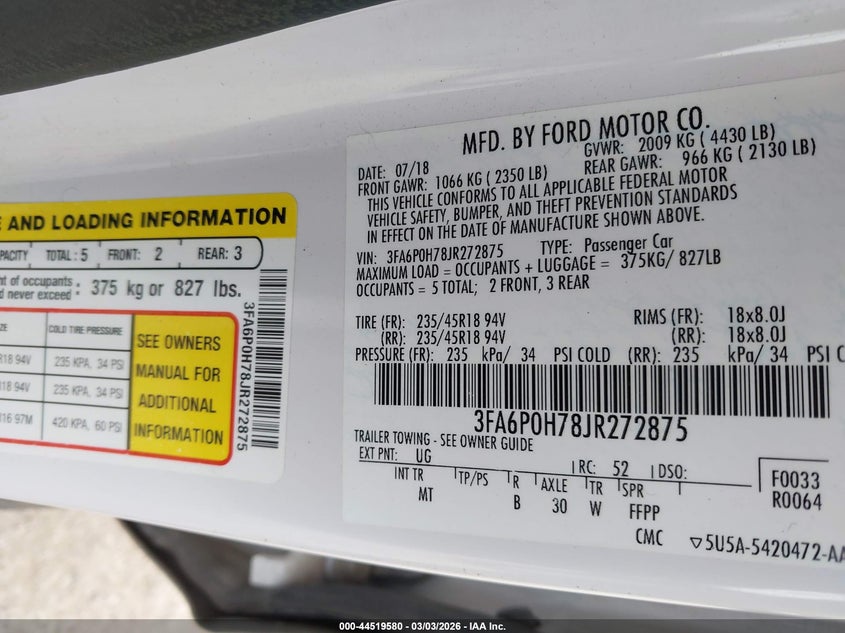 E AND LOADING INFORMATION
PACITY TOTAL: 5 FRONT: 2 REAR: 3
nt of occupants
d never exceed : 375 kg or 827 lbs.
ZE COLD TIRE PRESSURE
R18 94V 235 KPA, 34 PSI
R18 94V 235 KPA, 34 PSI
R16 97M 420 KPA, 60 PSI
SEE OWNERS
MANUAL FOR
ADDITIONAL
INFORMATION
3FA6P0H78JR272875
MFD. BY FORD MOTOR CO.
DATE: 07/18 GVWR: 2009 KG ( 4430 LB)
FRONT GAWR: 1066 KG ( 2350 LB) REAR GAWR: 966 KG ( 2130 LB)
THIS VEHICLE CONFORMS TO ALL APPLICABLE FEDERAL MOTOR
VEHICLE SAFETY, BUMPER, AND THEFT PREVENTION STANDARDS
IN EFFECT ON THE DATE OF MANUFACTURE SHOWN ABOVE.
VIN: 3FA6P0H78JR272875 TYPE: Passenger Car
MAXIMUM LOAD = OCCUPANTS + LUGGAGE = 375KG/ 827LB
OCCUPANTS = 5 TOTAL; 2 FRONT, 3 REAR
TIRE (FR): 235/45R18 94V RIMS (FR): 18x8.0J
(RR): 235/45R18 94V (RR): 18x8.0J
PRESSURE (FR): 235 kPa/ 34 PSI COLD (RR): 235 kPa/ 34 PSI C
3FA6P0H78JR272875
TRAILER TOWING - SEE OWNER GUIDE
EXT PNT: UG RC: 52 DSO:
INT TR TP/PS R AXLE TR SPR
MT B 30 W FFPP
F0033
R0064
CMC ▽5U5A-5420472-AA
000-44519580 - 03/03/2026 - IAA Inc.